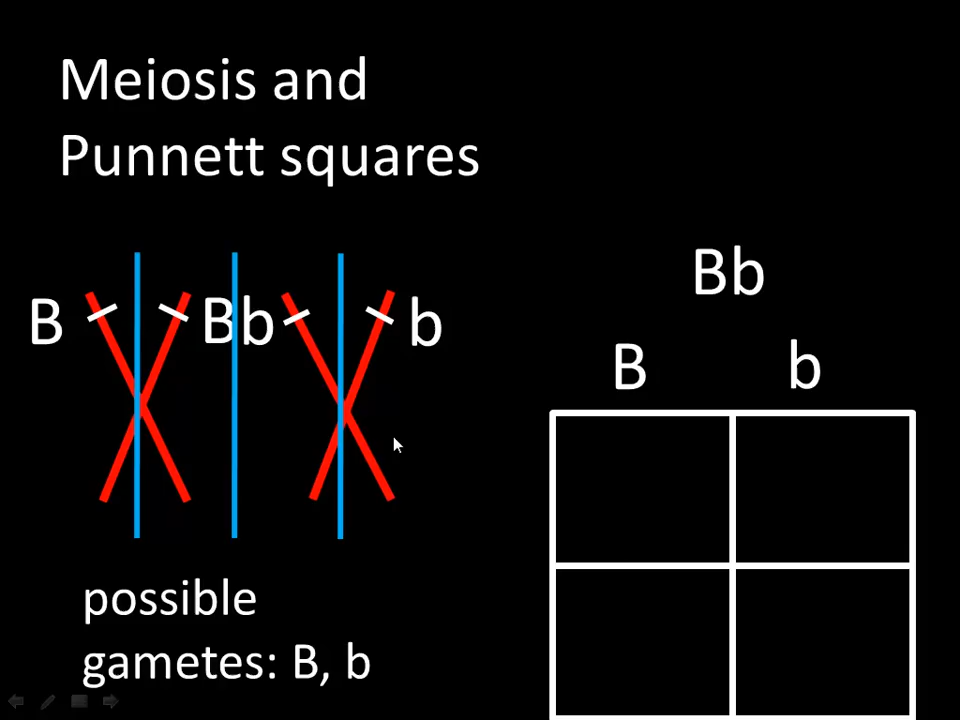 Meiosis and
Punnett squares
B Bb b
possible
gametes: B, b
Bb
B b